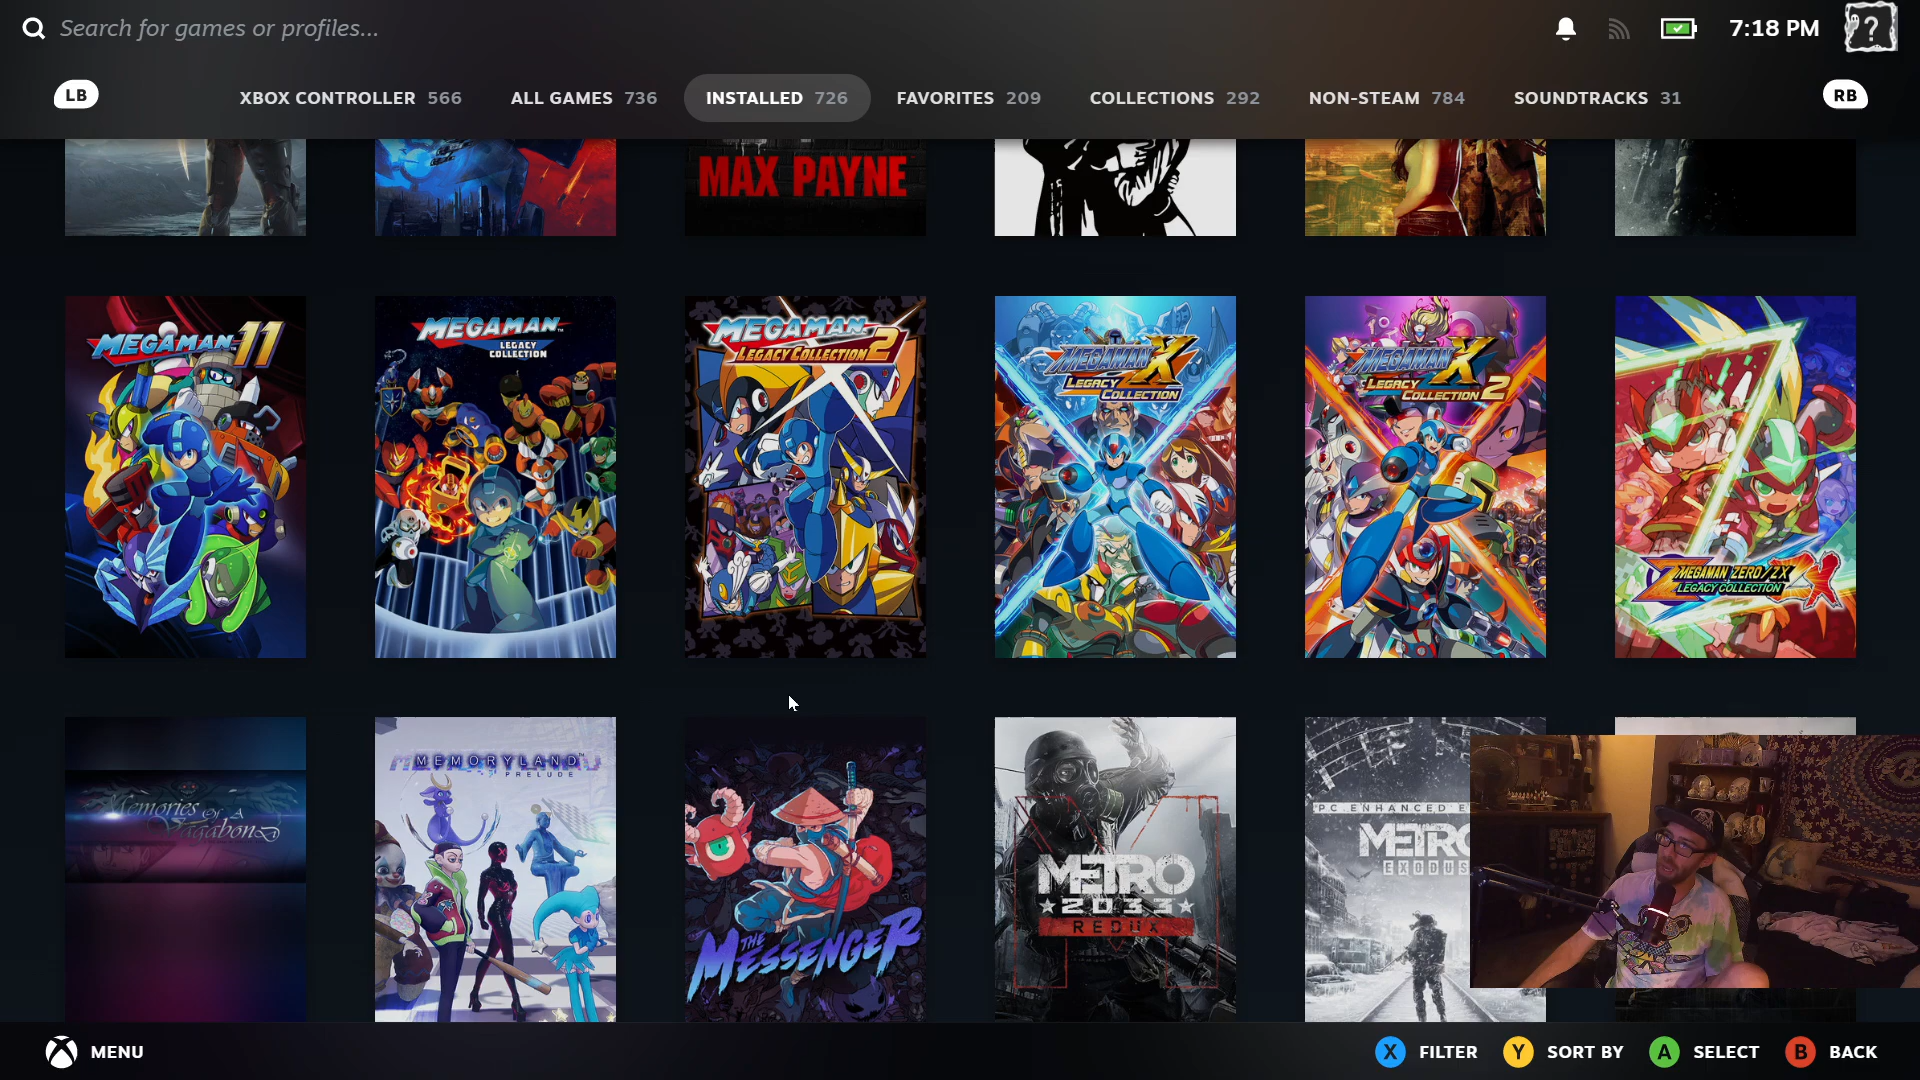 Search for games or profiles...
7:18 PM
?
LB
XBOX CONTROLLER 566
ALL GAMES 736
INSTALLED 726
FAVORITES 209
COLLECTIONS 292
NON-STEAM 784
SOUNDTRACKS 31
RB
MAX PAYNE
MEGAMAN 11
MEGAMAN™
LEGACY
COLLECTION
MEGAMAN™
LEGACY COLLECTION 2
MEGAMAN X
LEGACY
COLLECTION
MEGAMAN X
LEGACY
COLLECTION 2
MEGAMAN ZERO/ZX
LEGACY COLLECTION
Memories Of A
Vagabond
MEMORYLAND™
PRELUDE
THE
MESSENGER
METRO
2033
REDUX
PC ENHANCED E
METRO
EXODUS
MENU
X FILTER
Y SORT BY
A SELECT
B BACK